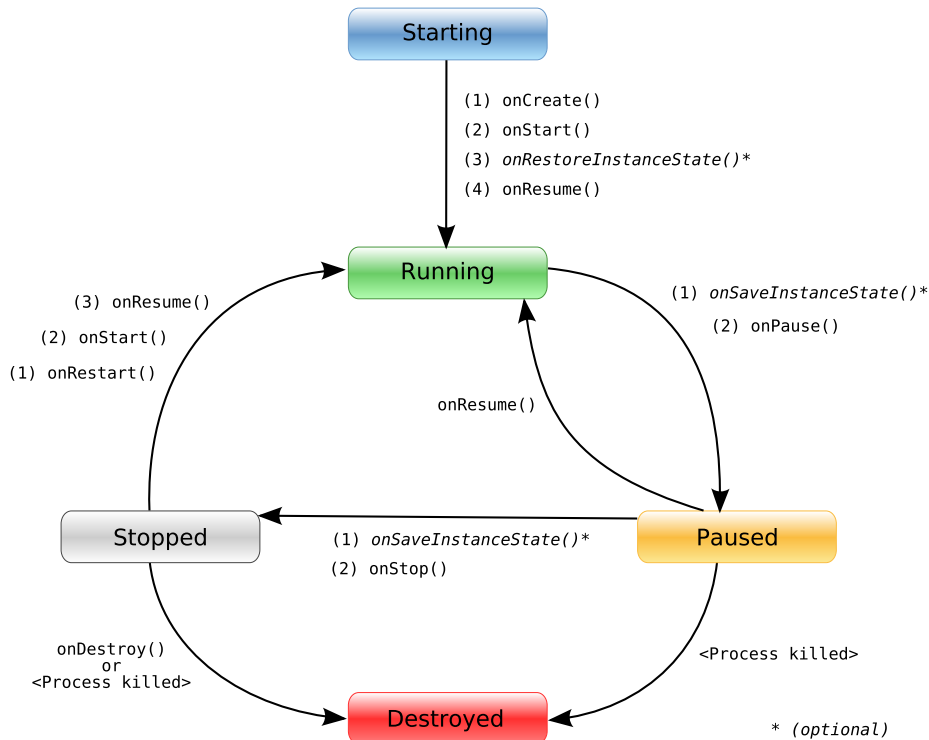 Starting
(1) onCreate()
(2) onStart()
(3) onRestoreInstanceState()*
(4) onResume()
Running
(3) onResume()
(2) onStart()
(1) onRestart()
(1) onSaveInstanceState()*
(2) onPause()
onResume()
Stopped
Paused
(1) onSaveInstanceState()*
(2) onStop()
onDestroy()
or
<Process killed>
<Process killed>
Destroyed
* (optional)